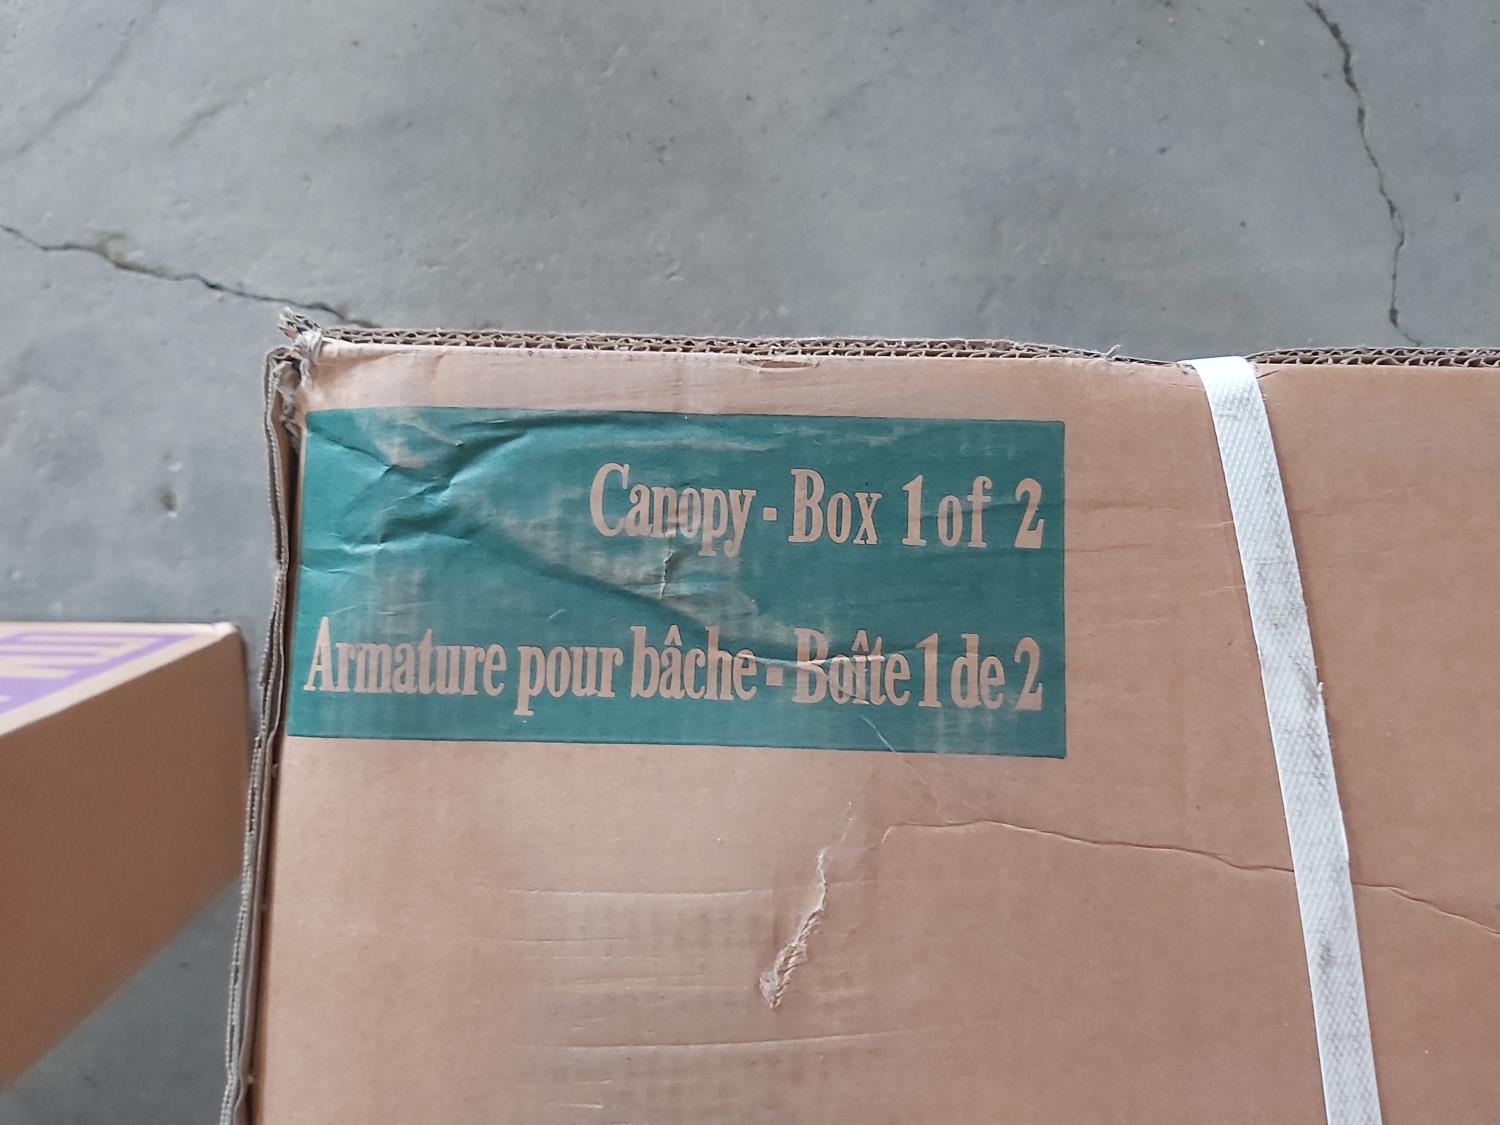 Canopy - Box 1 of 2
Armature pour bâche - Boîte 1 de 2